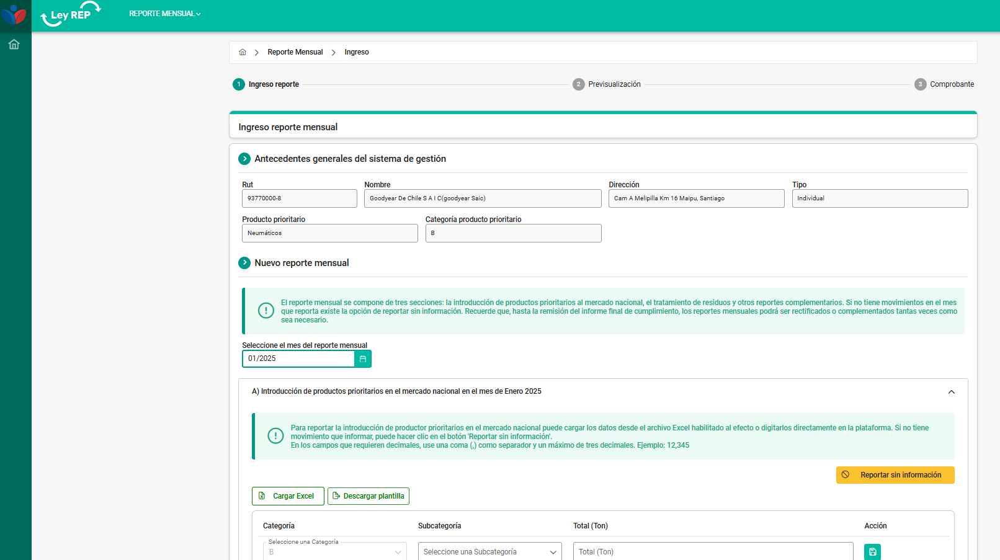 Ley REP
REPORTE MENSUAL
Reporte Mensual
Ingreso
1 Ingreso reporte
2 Previsualización
3 Comprobante
Ingreso reporte mensual
Antecedentes generales del sistema de gestión
Rut
Nombre
Dirección
Tipo
93770000-8
Goodyear De Chile S A I C(goodyear Saic)
Cam A Melipilla Km 16 Maipu, Santiago
Individual
Producto prioritario
Categoría producto prioritario
Neumáticos
B
Nuevo reporte mensual
El reporte mensual se compone de tres secciones: la introducción de productos prioritarios al mercado nacional, el tratamiento de residuos y otros reportes complementarios. Si no tiene movimientos en el mes
que reporta existe la opción de reportar sin información. Recuerde que, hasta la remisión del informe final de cumplimiento, los reportes mensuales podrá ser rectificados o complementados tantas veces como
sea necesario.
Seleccione el mes del reporte mensual
01/2025
A) Introducción de productos prioritarios en el mercado nacional en el mes de Enero 2025
Para reportar la introducción de productor prioritarios en el mercado nacional puede cargar los datos desde el archivo Excel habilitado al efecto o digitarlos directamente en la plataforma. Si no tiene
movimiento que informar, puede hacer clic en el botón 'Reportar sin información'.
En los campos que requieren decimales, use una coma (,) como separador y un máximo de tres decimales. Ejemplo: 12,345
Reportar sin información
Cargar Excel
Descargar plantilla
Categoría
Subcategoría
Total (Ton)
Acción
Seleccione una Categoría
B
Seleccione una Subcategoría
Total (Ton)